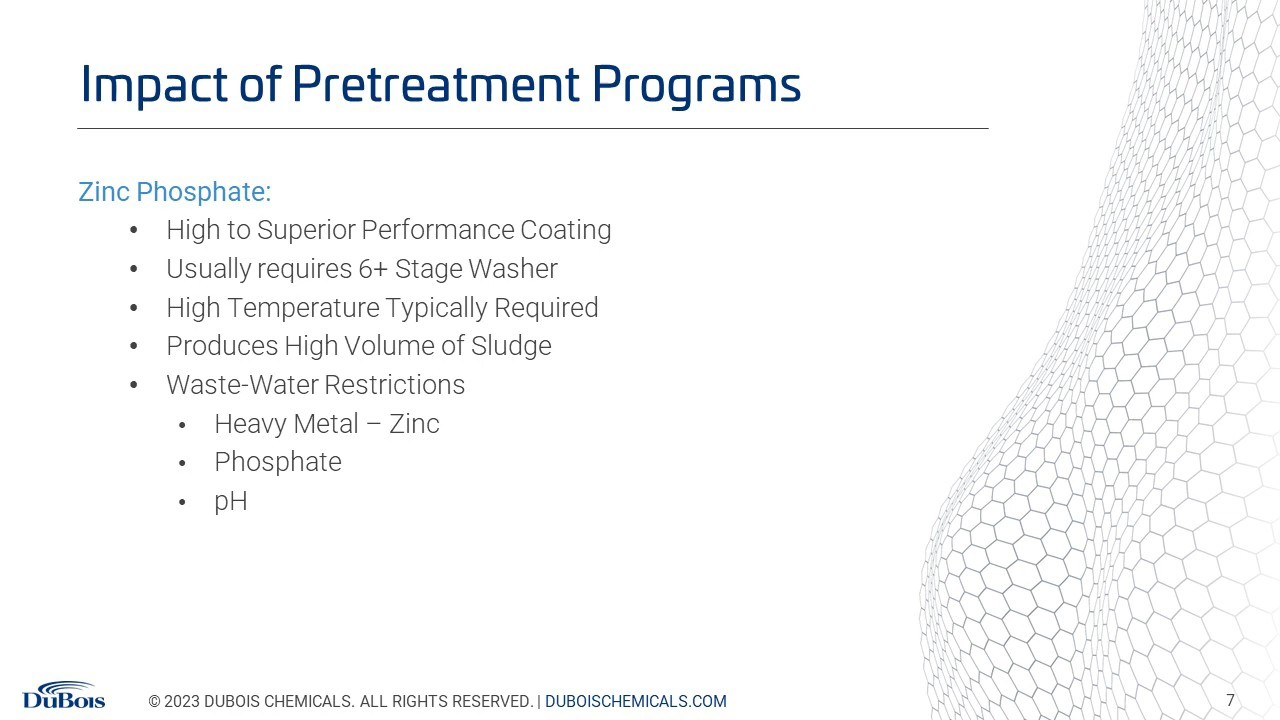 Impact of Pretreatment Programs
Zinc Phosphate:
• High to Superior Performance Coating
• Usually requires 6+ Stage Washer
• High Temperature Typically Required
• Produces High Volume of Sludge
• Waste-Water Restrictions
• Heavy Metal – Zinc
• Phosphate
• pH
DuBois © 2023 DUBOIS CHEMICALS. ALL RIGHTS RESERVED. | DUBOISCHEMICALS.COM 7